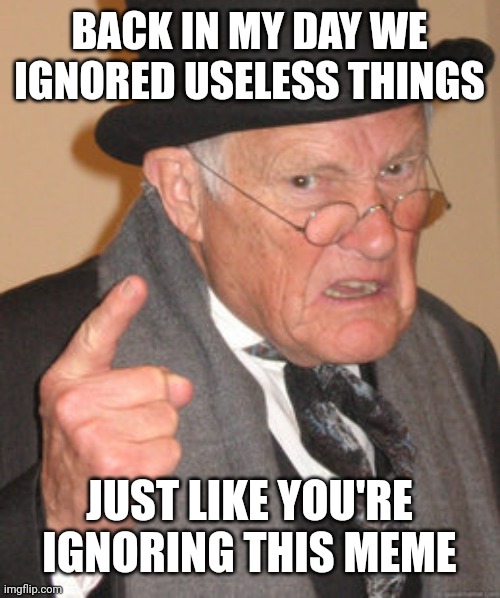 BACK IN MY DAY WE
IGNORED USELESS THINGS
JUST LIKE YOU'RE
IGNORING THIS MEME
imgflip.com